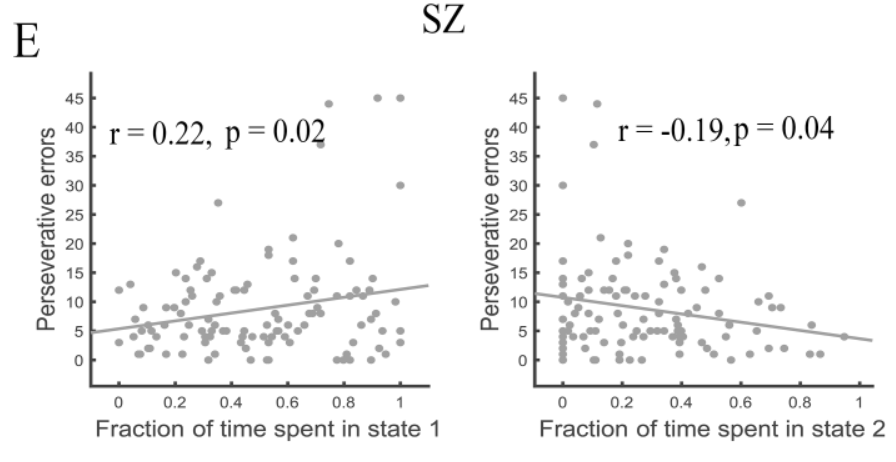 SZ
E
r = 0.22, p = 0.02
Perseverative errors
45
40
35
30
25
20
15
10
5
0
0 0.2 0.4 0.6 0.8 1
Fraction of time spent in state 1
r = -0.19,p = 0.04
Perseverative errors
45
40
35
30
25
20
15
10
5
0
0 0.2 0.4 0.6 0.8 1
Fraction of time spent in state 2